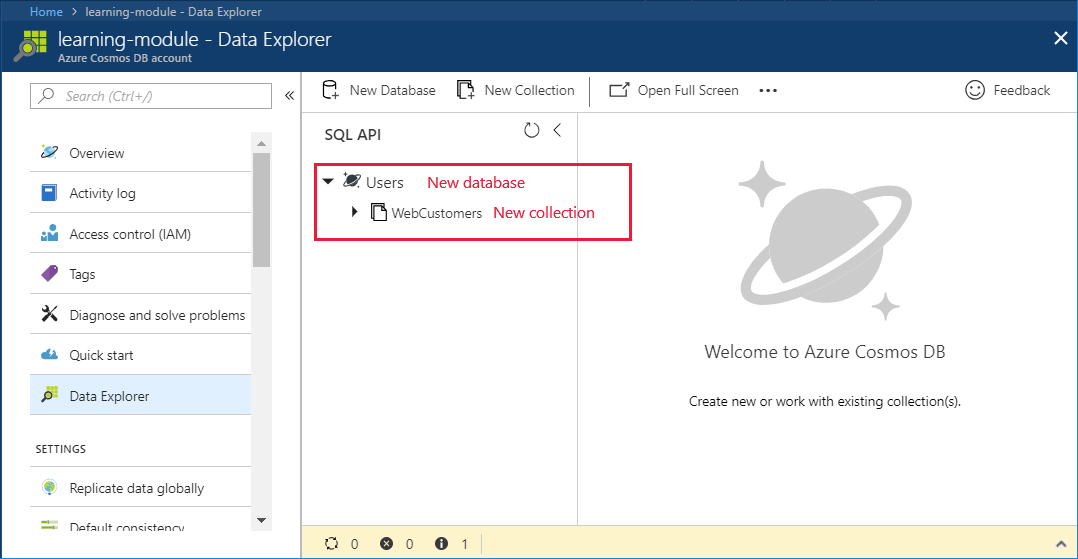 Home > learning-module - Data Explorer
learning-module - Data Explorer
Azure Cosmos DB account
Search (Ctrl+/)
Overview
Activity log
Access control (IAM)
Tags
Diagnose and solve problems
Quick start
Data Explorer
SETTINGS
Replicate data globally
Default consistency
New Database New Collection Open Full Screen Feedback
SQL API
Users New database
WebCustomers New collection
Welcome to Azure Cosmos DB
Create new or work with existing collection(s).
0 0 1